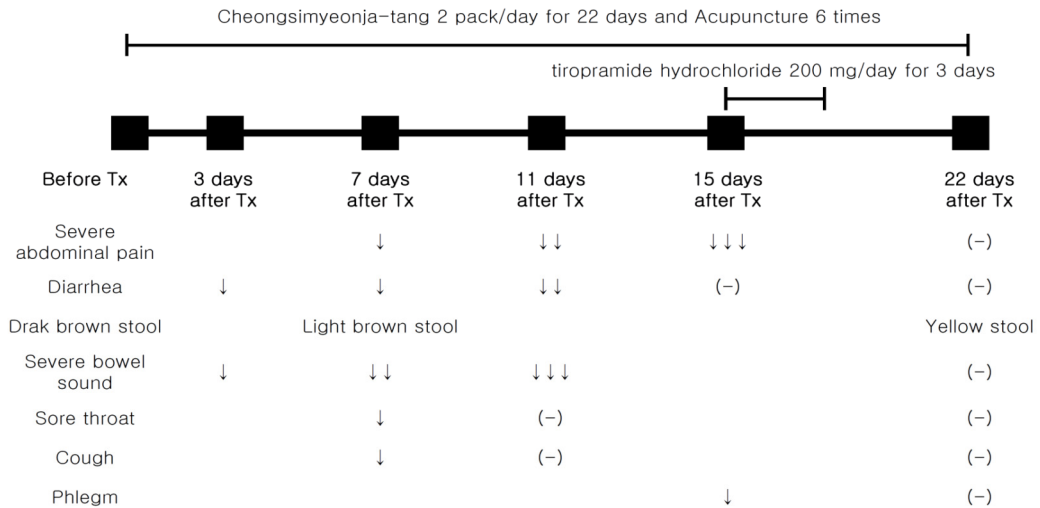 Cheongsimyeonja-tang 2 pack/day for 22 days and Acupuncture 6 times
tiropramide hydrochloride 200 mg/day for 3 days
Before Tx 3 days after Tx 7 days after Tx 11 days after Tx 15 days after Tx 22 days after Tx
Severe abdominal pain ↓ ↓↓ ↓↓↓ (-)
Diarrhea ↓ ↓ ↓↓ (-) (-)
Drak brown stool Light brown stool Yellow stool
Severe bowel sound ↓ ↓↓ ↓↓↓ (-)
Sore throat ↓ (-) (-)
Cough ↓ (-) (-)
Phlegm ↓ (-)